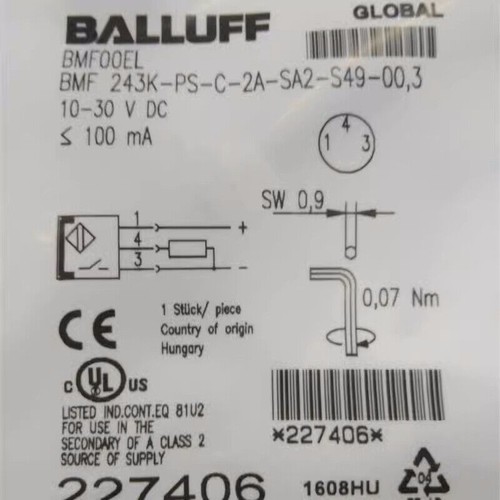 BALLUFF
GLOBAL
BMF00EL
BMF 243K-PS-C-2A-SA2-S49-00,3
10-30 V DC
≤ 100 mA
4
1 3
SW 0,9
1 +
4
3 -
0,07 Nm
1 Stück/ piece
Country of origin
Hungary
CE
c UL US
LISTED IND.CONT.EQ 81U2
FOR USE IN THE
SECONDARY OF A CLASS 2
SOURCE OF SUPPLY
*227406*
227406
1608HU
04